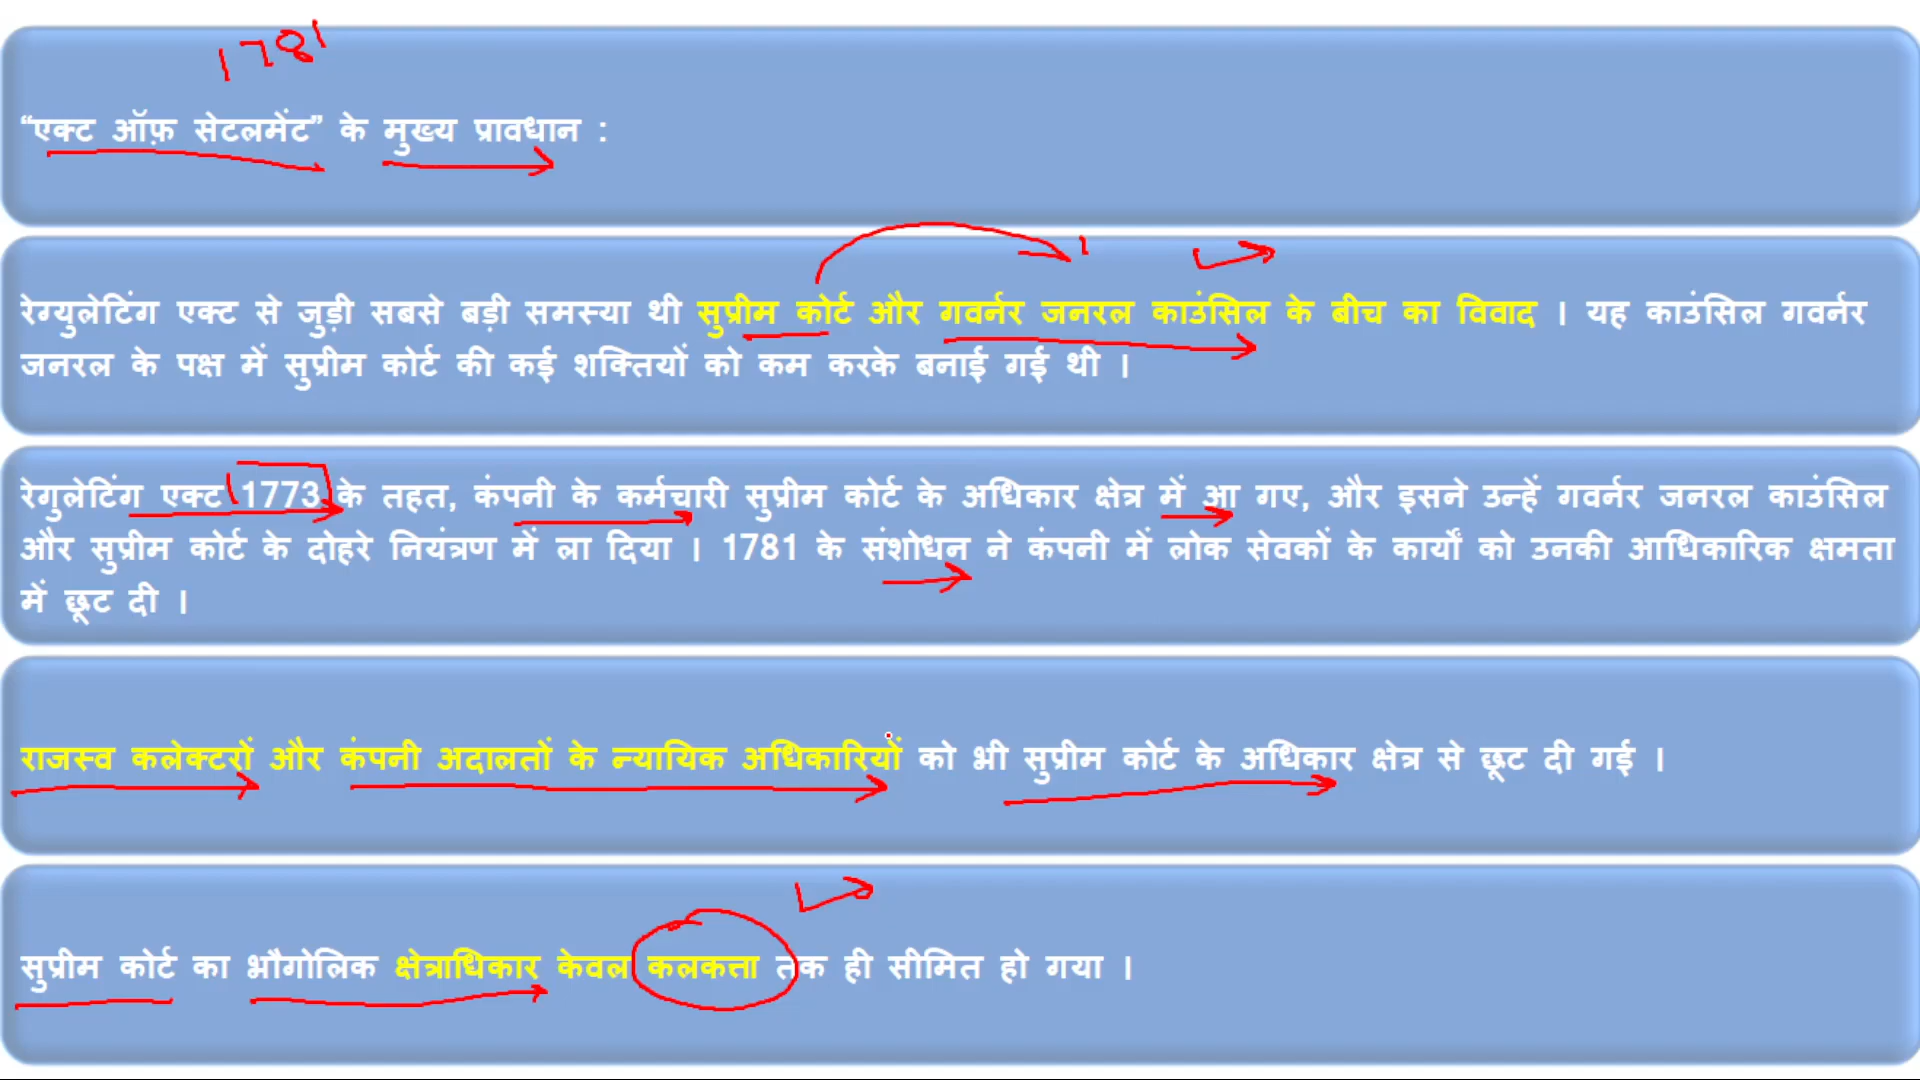 1781
“एक्ट ऑफ़ सेटलमेंट” के मुख्य प्रावधान :
रेग्युलेटिंग एक्ट से जुड़ी सबसे बड़ी समस्या थी सुप्रीम कोर्ट और गवर्नर जनरल काउंसिल के बीच का विवाद । यह काउंसिल गवर्नर
जनरल के पक्ष में सुप्रीम कोर्ट की कई शक्तियों को कम करके बनाई गई थी ।
रेगुलेटिंग एक्ट 1773 के तहत, कंपनी के कर्मचारी सुप्रीम कोर्ट के अधिकार क्षेत्र में आ गए, और इसने उन्हें गवर्नर जनरल काउंसिल
और सुप्रीम कोर्ट के दोहरे नियंत्रण में ला दिया । 1781 के संशोधन ने कंपनी में लोक सेवकों के कार्यों को उनकी आधिकारिक क्षमता
में छूट दी ।
राजस्व कलेक्टरों और कंपनी अदालतों के न्यायिक अधिकारियों को भी सुप्रीम कोर्ट के अधिकार क्षेत्र से छूट दी गई ।
सुप्रीम कोर्ट का भौगोलिक क्षेत्राधिकार केवल कलकत्ता तक ही सीमित हो गया ।